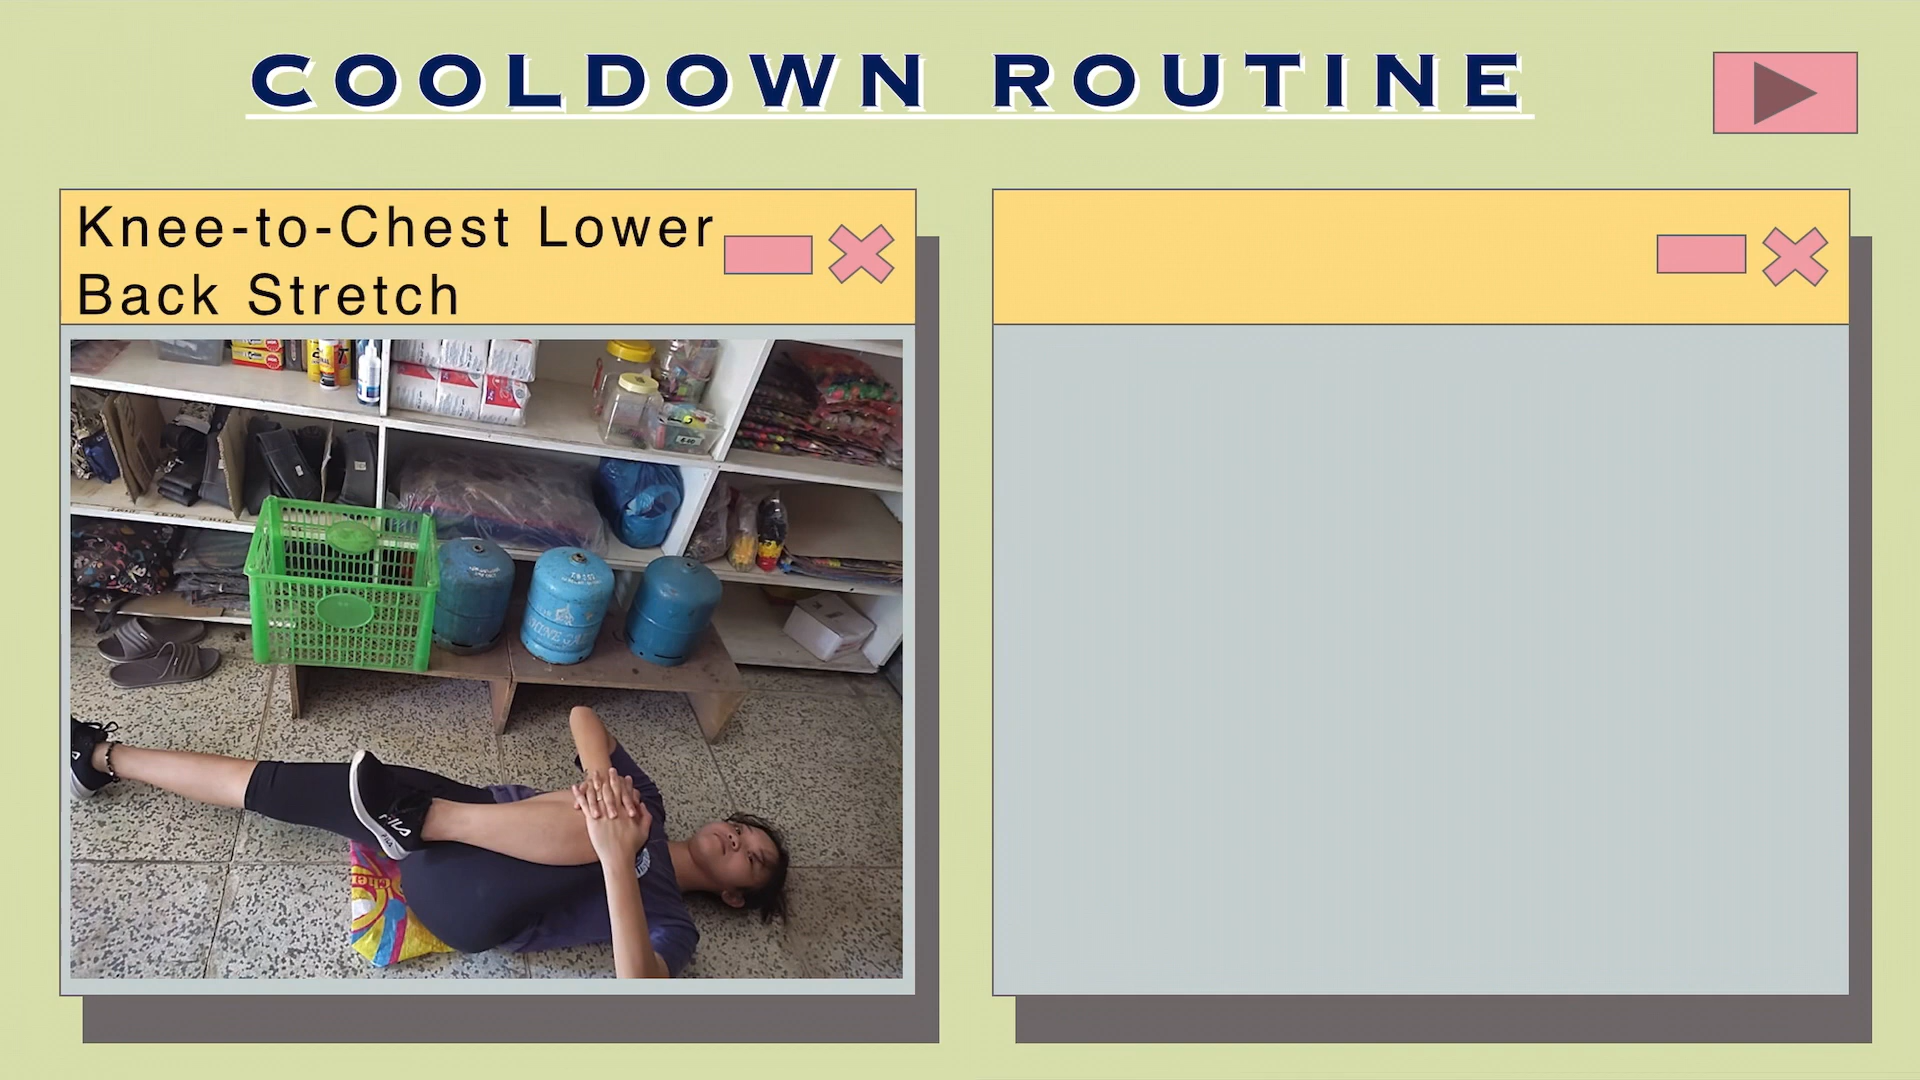 COOLDOWN ROUTINE
Knee-to-Chest Lower
Back Stretch
FILA